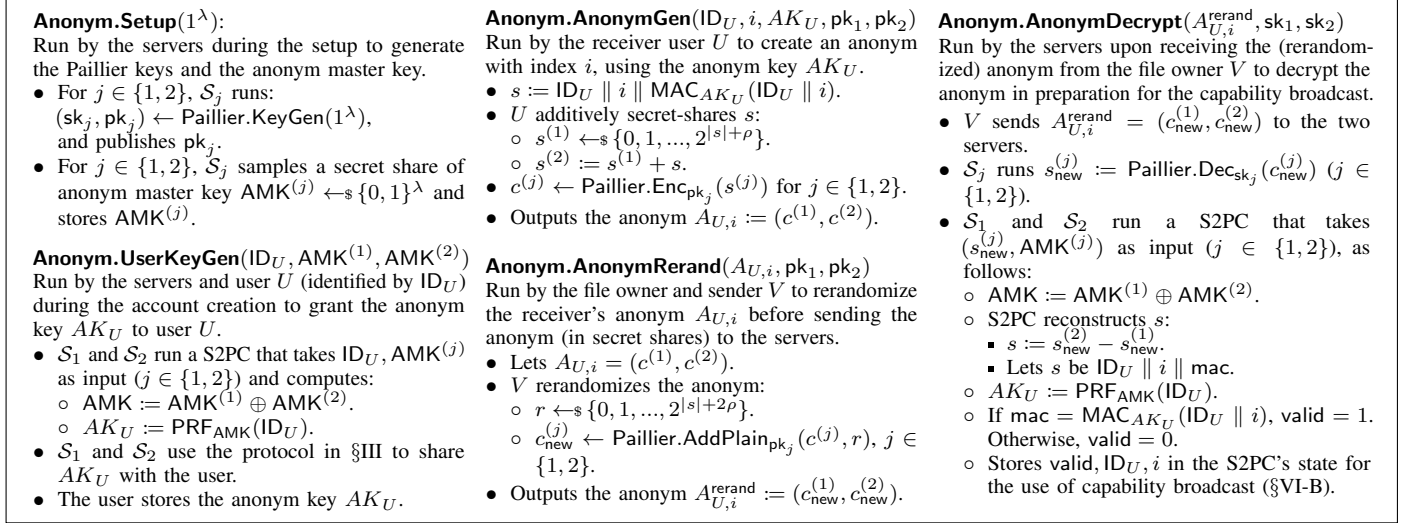 Anonym.Setup(1^λ):
Run by the servers during the setup to generate
the Paillier keys and the anonym master key.
• For j ∈ {1, 2}, S_j runs:
(sk_j, pk_j) ← Paillier.KeyGen(1^λ),
and publishes pk_j.
• For j ∈ {1, 2}, S_j samples a secret share of
anonym master key AMK^(j) ←$ {0, 1}^λ and
stores AMK^(j).
Anonym.UserKeyGen(ID_U, AMK^(1), AMK^(2))
Run by the servers and user U (identified by ID_U)
during the account creation to grant the anonym
key AK_U to user U.
• S_1 and S_2 run a S2PC that takes ID_U, AMK^(j)
as input (j ∈ {1, 2}) and computes:
○ AMK := AMK^(1) ⊕ AMK^(2).
○ AK_U := PRF_AMK(ID_U).
• S_1 and S_2 use the protocol in §III to share
AK_U with the user.
• The user stores the anonym key AK_U.
Anonym.AnonymGen(ID_U, i, AK_U, pk_1, pk_2)
Run by the receiver user U to create an anonym
with index i, using the anonym key AK_U.
• s := ID_U ∥ i ∥ MAC_{AK_U}(ID_U ∥ i).
• U additively secret-shares s:
○ s^(1) ←$ {0, 1, ..., 2^{|s|+ρ}}.
○ s^(2) := s^(1) + s.
• c^(j) ← Paillier.Enc_{pk_j}(s^(j)) for j ∈ {1, 2}.
• Outputs the anonym A_{U,i} := (c^(1), c^(2)).
Anonym.AnonymRerand(A_{U,i}, pk_1, pk_2)
Run by the file owner and sender V to rerandomize
the receiver's anonym A_{U,i} before sending the
anonym (in secret shares) to the servers.
• Lets A_{U,i} = (c^(1), c^(2)).
• V rerandomizes the anonym:
○ r ←$ {0, 1, ..., 2^{|s|+2ρ}}.
○ c_new^(j) ← Paillier.AddPlain_{pk_j}(c^(j), r), j ∈
{1, 2}.
• Outputs the anonym A_{U,i}^rerand := (c_new^(1), c_new^(2)).
Anonym.AnonymDecrypt(A_{U,i}^rerand, sk_1, sk_2)
Run by the servers upon receiving the (rerandom-
ized) anonym from the file owner V to decrypt the
anonym in preparation for the capability broadcast.
• V sends A_{U,i}^rerand = (c_new^(1), c_new^(2)) to the two
servers.
• S_j runs s_new^(j) := Paillier.Dec_{sk_j}(c_new^(j)) (j ∈
{1, 2}).
• S_1 and S_2 run a S2PC that takes
(s_new^(j), AMK^(j)) as input (j ∈ {1, 2}), as
follows:
○ AMK := AMK^(1) ⊕ AMK^(2).
○ S2PC reconstructs s:
▪ s := s_new^(2) − s_new^(1).
▪ Lets s be ID_U ∥ i ∥ mac.
○ AK_U := PRF_AMK(ID_U).
○ If mac = MAC_{AK_U}(ID_U ∥ i), valid = 1.
Otherwise, valid = 0.
○ Stores valid, ID_U, i in the S2PC's state for
the use of capability broadcast (§VI-B).